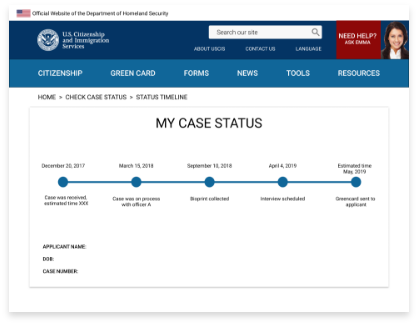 Official Website of the Department of Homeland Security
U.S. Citizenship
and Immigration
Services
Search our site
ABOUT USCIS
CONTACT US
LANGUAGE
NEED HELP?
ASK EMMA
CITIZENSHIP
GREEN CARD
FORMS
NEWS
TOOLS
RESOURCES
HOME > CHECK CASE STATUS > STATUS TIMELINE
MY CASE STATUS
December 20, 2017
March 15, 2018
September 13, 2018
April 4, 2019
Estimated time
May, 2019
Case was received,
estimated time XXX
Case was on process
with officer A
Bioprint collected
Interview scheduled
Greencard sent to
applicant
APPLICANT NAME:
DOB:
CASE NUMBER: